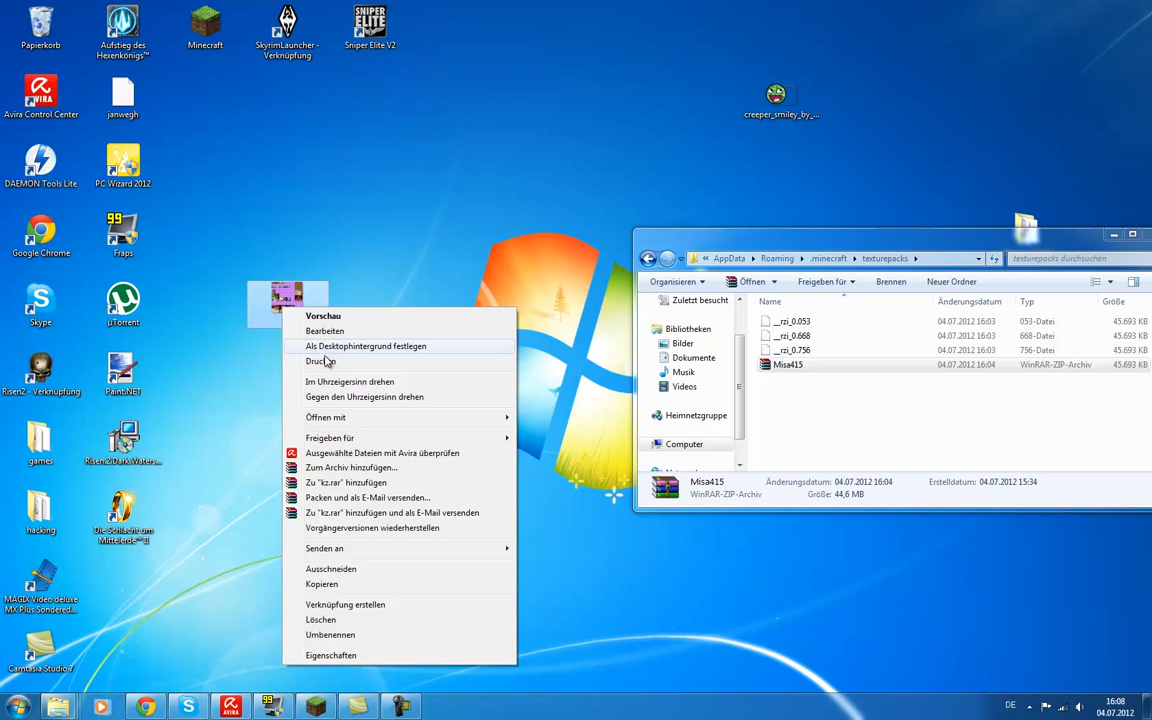 Papierkorb
Aufstieg des
Hexenkönigs™
Minecraft
SkyrimLauncher -
Verknüpfung
Sniper Elite V2
Avira Control Center
janwegh
creeper_smiley_by_...
DAEMON Tools Lite
PC Wizard 2012
Google Chrome
99
Fraps
Skype
µTorrent
Risen2 - Verknüpfung
Paint.NET
games
Risen 2 Dark Waters...
hacking
Die Schlacht um
Mittelerde™ II
MAGIX Video deluxe
MX Plus Sondered...
Camtasia Studio 7
Vorschau
Bearbeiten
Als Desktophintergrund festlegen
Drucken
Im Uhrzeigersinn drehen
Gegen den Uhrzeigersinn drehen
Öffnen mit
Freigeben für
Ausgewählte Dateien mit Avira überprüfen
Zum Archiv hinzufügen...
Zu "kz.rar" hinzufügen
Packen und als E-Mail versenden...
Zu "kz.rar" hinzufügen und als E-Mail versenden
Vorgängerversionen wiederherstellen
Senden an
Ausschneiden
Kopieren
Verknüpfung erstellen
Löschen
Umbenennen
Eigenschaften
« AppData Roaming .minecraft texturepacks
texturepacks durchsuchen
Organisieren Öffnen Freigeben für Brennen Neuer Ordner
Zuletzt besucht
Bibliotheken
Bilder
Dokumente
Musik
Videos
Heimnetzgruppe
Computer
Name Änderungsdatum Typ Größe
__rzi_0.053 04.07.2012 16:03 053-Datei 45.693 KB
__rzi_0.668 04.07.2012 16:03 668-Datei 45.693 KB
__rzi_0.756 04.07.2012 16:03 756-Datei 45.693 KB
Misa415 04.07.2012 16:04 WinRAR-ZIP-Archiv 45.693 KB
Misa415 Änderungsdatum: 04.07.2012 16:04 Erstelldatum: 04.07.2012 15:34
WinRAR-ZIP-Archiv Größe: 44,6 MB
99
DE
16:08
04.07.2012